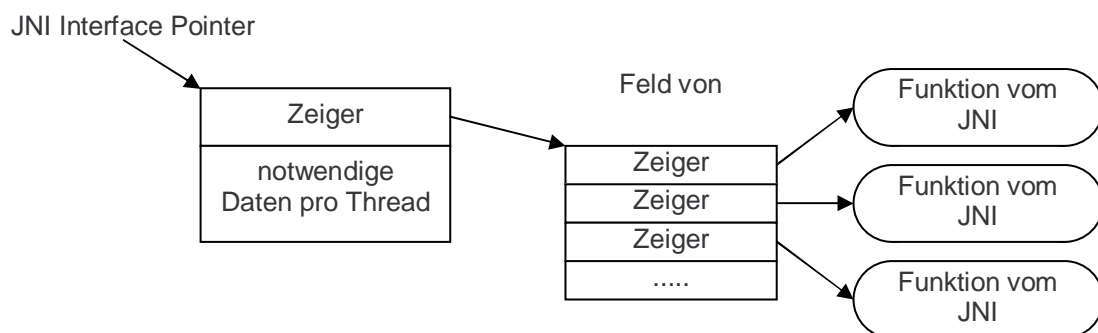 JNI Interface Pointer
Zeiger
notwendige
Daten pro Thread
Feld von
Zeiger
Zeiger
Zeiger
.....
Funktion vom
JNI
Funktion vom
JNI
Funktion vom
JNI